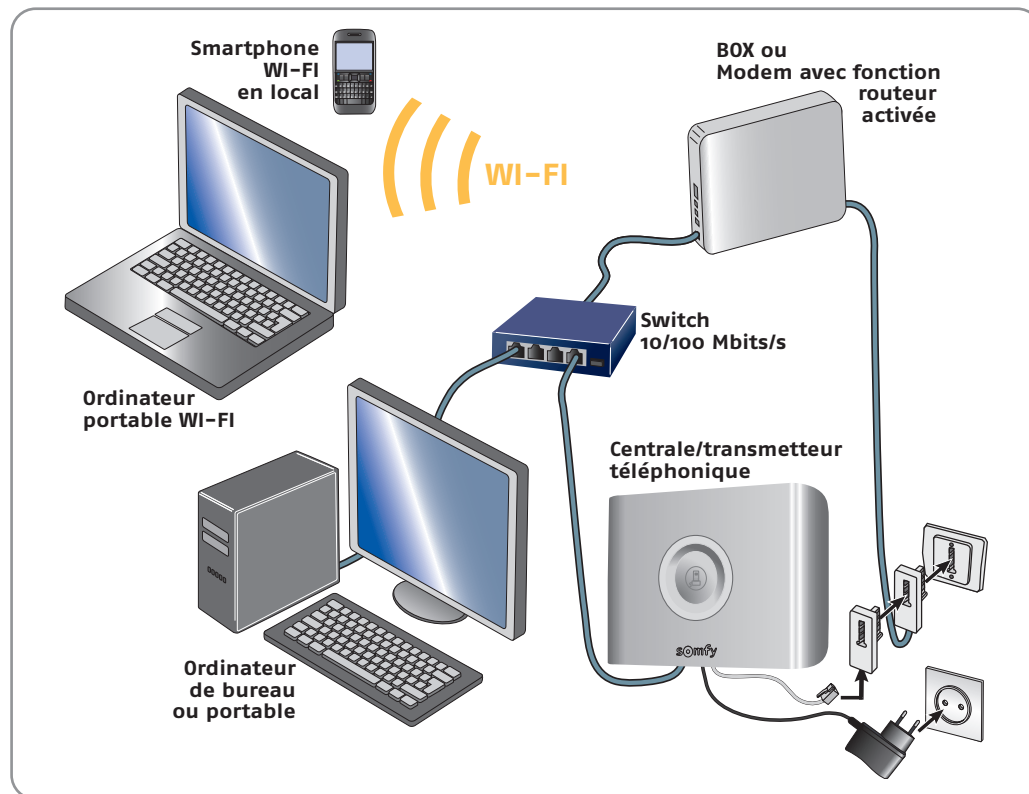 Smartphone
WI-FI
en local
BOX ou
Modem avec fonction
routeur
activée
WI-FI
Switch
10/100 Mbits/s
Ordinateur
portable WI-FI
Centrale/transmetteur
téléphonique
somfy
Ordinateur
de bureau
ou portable